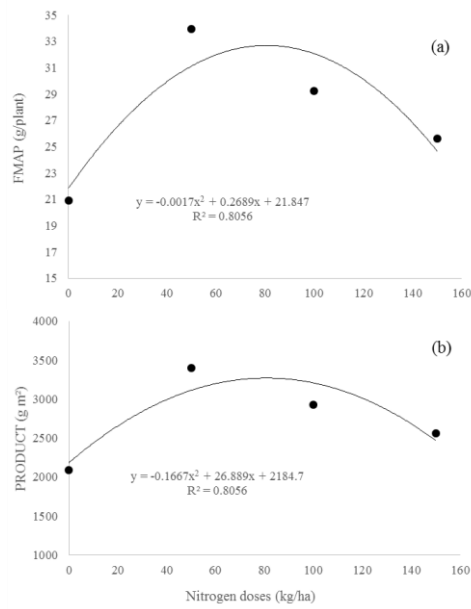 35
33
31
29
27
25
23
21
19
17
15
FMAP (g/plant)
(a)
y = -0.0017x² + 0.2689x + 21.847
R² = 0.8056
0 20 40 60 80 100 120 140 160
4000
3500
3000
2500
2000
1500
1000
PRODUCT (g m²)
(b)
y = -0.1667x² + 26.889x + 2184.7
R² = 0.8056
0 20 40 60 80 100 120 140 160
Nitrogen doses (kg/ha)